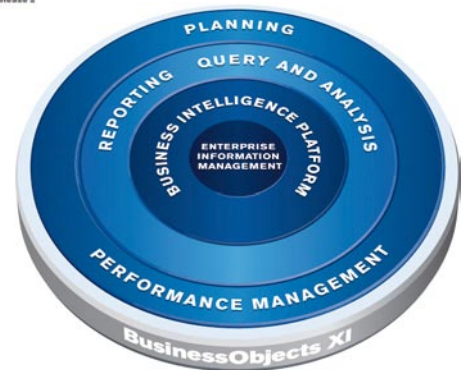 PLANNING
REPORTING QUERY AND ANALYSIS
BUSINESS INTELLIGENCE PLATFORM
ENTERPRISE
INFORMATION
MANAGEMENT
PERFORMANCE MANAGEMENT
BusinessObjects XI